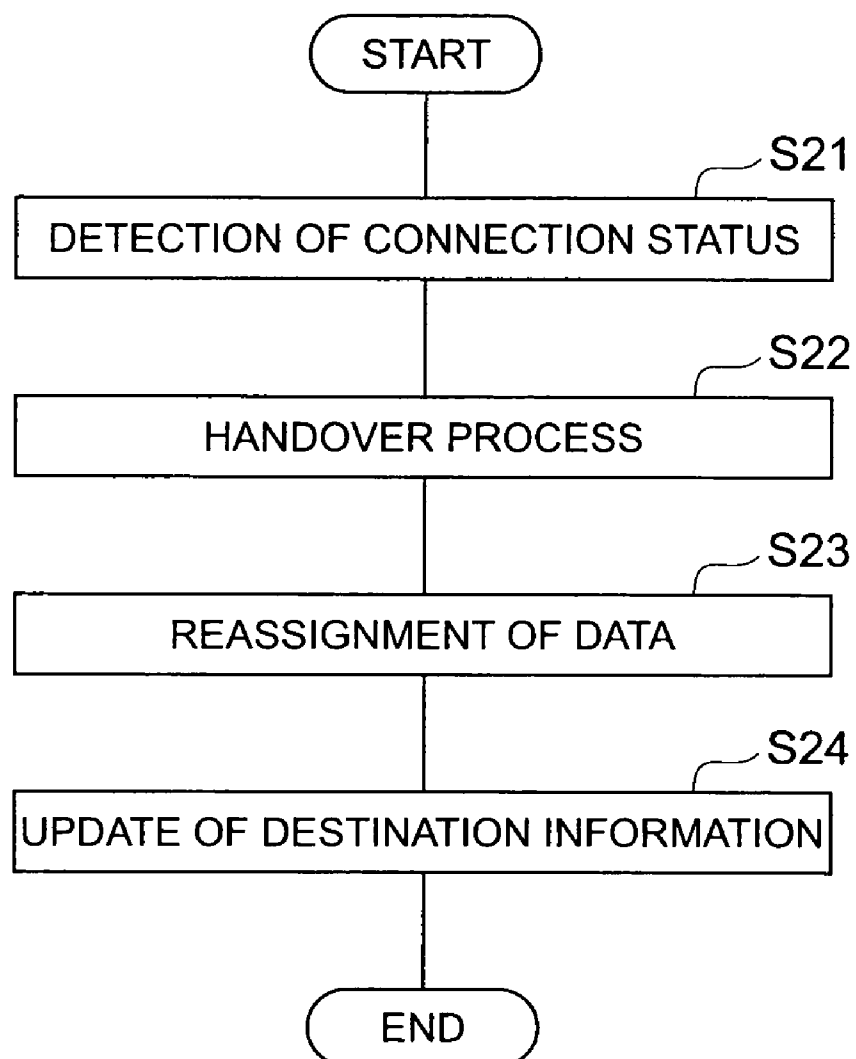 START
S21
DETECTION OF CONNECTION STATUS
S22
HANDOVER PROCESS
S23
REASSIGNMENT OF DATA
S24
UPDATE OF DESTINATION INFORMATION
END